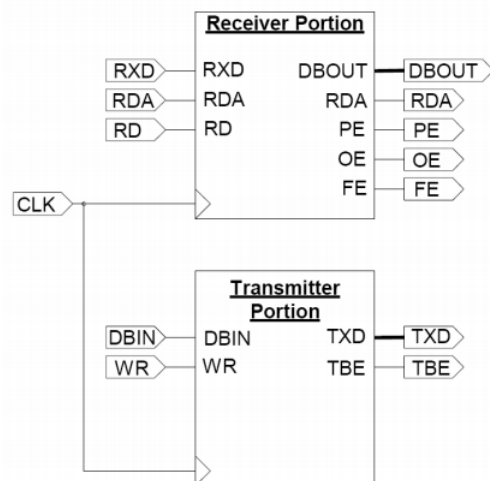 Receiver Portion
RXD RXD DBOUT DBOUT
RDA RDA RDA RDA
RD RD PE PE
OE OE
FE FE
CLK
Transmitter
Portion
DBIN DBIN TXD TXD
WR WR TBE TBE